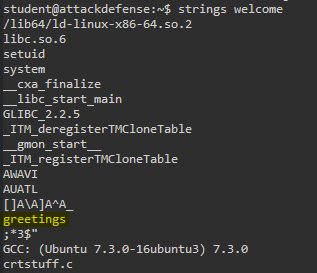 student@attackdefense:~$ strings welcome
/lib64/ld-linux-x86-64.so.2
libc.so.6
setuid
system
__cxa_finalize
__libc_start_main
GLIBC_2.2.5
_ITM_deregisterTMCloneTable
__gmon_start__
_ITM_registerTMCloneTable
AWAVI
AUATL
[]A\A]A^A_
greetings
;*3$"
GCC: (Ubuntu 7.3.0-16ubuntu3) 7.3.0
crtstuff.c